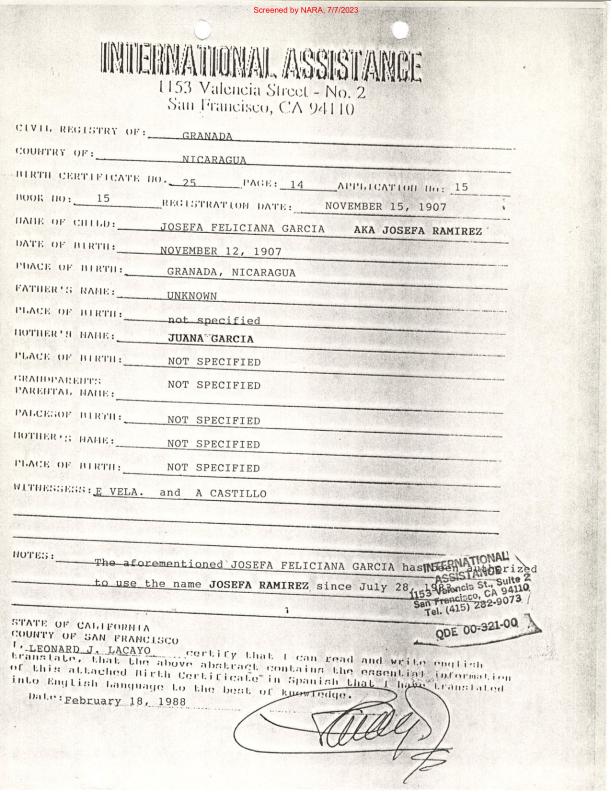 Screened by NARA, 7/7/2023
INTERNATIONAL ASSISTANCE
1153 Valencia Street - No. 2
San Francisco, CA 94110
CIVIL REGISTRY OF: GRANADA
COUNTRY OF: NICARAGUA
BIRTH CERTIFICATE NO. 25 PAGE: 14 APPLICATION No: 15
BOOK NO: 15 REGISTRATION DATE: NOVEMBER 15, 1907
NAME OF CHILD: JOSEFA FELICIANA GARCIA AKA JOSEFA RAMIREZ
DATE OF BIRTH: NOVEMBER 12, 1907
PLACE OF BIRTH: GRANADA, NICARAGUA
FATHER'S NAME: UNKNOWN
PLACE OF BIRTH: not specified
MOTHER'S NAME: JUANA GARCIA
PLACE OF BIRTH: NOT SPECIFIED
GRANDPARENTS NOT SPECIFIED
PARENTAL NAME:
PALCESOF BIRTH: NOT SPECIFIED
MOTHER'S NAME: NOT SPECIFIED
PLACE OF BIRTH: NOT SPECIFIED
WITNESSESS: E VELA. and A CASTILLO
NOTES: The aforementioned JOSEFA FELICIANA GARCIA has been authorized
to use the name JOSEFA RAMIREZ since July 28,
INTERNATIONAL
ASSISTANCE
1153 Valencia St., Suite 2
San Francisco, CA 94110
Tel. (415) 282-9073
QDE 00-321-00
STATE OF CALIFORNIA
COUNTY OF SAN FRANCISCO
I, LEONARD J. LACAYO certify that I can read and write english
translate, that the above abstract contains the essential information
of this attached Birth Certificate" in Spanish that I have translated
into English Language to the best of knowledge.
Date: February 18, 1988